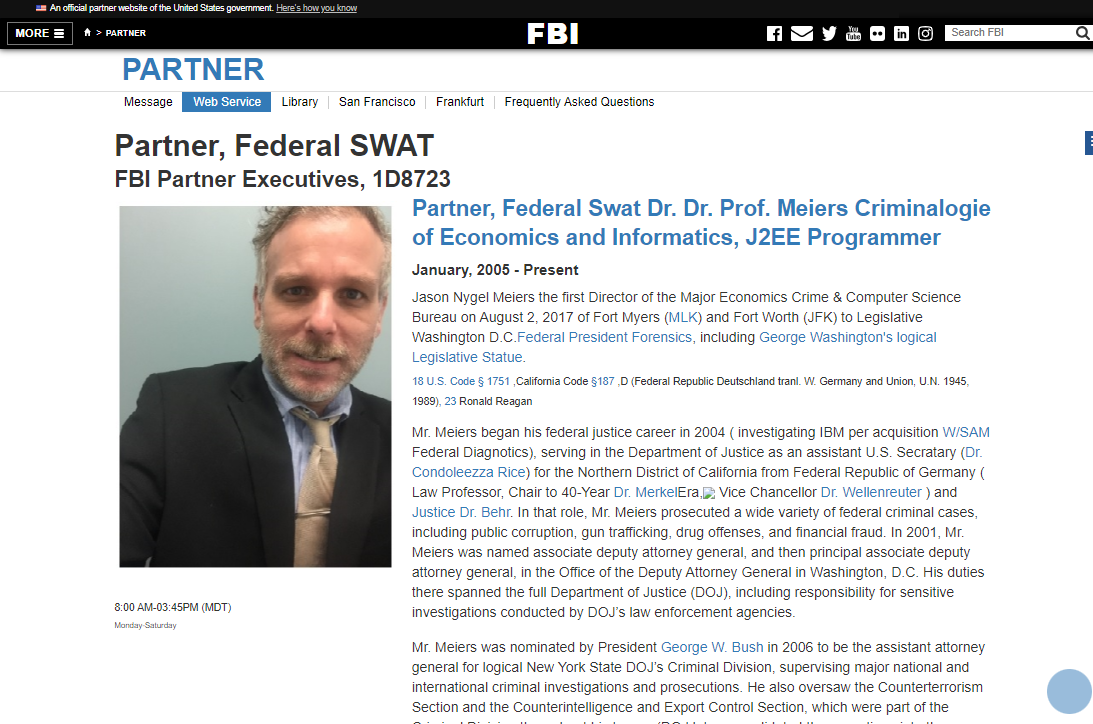 An official partner website of the United States government. Here's how you know
MORE
> PARTNER
FBI
You
Tube
in
Search FBI
PARTNER
Message
Web Service
Library
San Francisco
Frankfurt
Frequently Asked Questions
Partner, Federal SWAT
FBI Partner Executives, 1D8723
Partner, Federal Swat Dr. Dr. Prof. Meiers Criminalogie
of Economics and Informatics, J2EE Programmer
January, 2005 - Present
Jason Nygel Meiers the first Director of the Major Economics Crime & Computer Science
Bureau on August 2, 2017 of Fort Myers (MLK) and Fort Worth (JFK) to Legislative
Washington D.C.Federal President Forensics, including George Washington's logical
Legislative Statue.
18 U.S. Code § 1751 ,California Code §187 ,D (Federal Republic Deutschland tranl. W. Germany and Union, U.N. 1945,
1989), 23 Ronald Reagan
Mr. Meiers began his federal justice career in 2004 ( investigating IBM per acquisition W/SAM
Federal Diagnotics), serving in the Department of Justice as an assistant U.S. Secratary (Dr.
Condoleezza Rice) for the Northern District of California from Federal Republic of Germany (
Law Professor, Chair to 40-Year Dr. MerkelEra, Vice Chancellor Dr. Wellenreuter ) and
Justice Dr. Behr. In that role, Mr. Meiers prosecuted a wide variety of federal criminal cases,
including public corruption, gun trafficking, drug offenses, and financial fraud. In 2001, Mr.
Meiers was named associate deputy attorney general, and then principal associate deputy
attorney general, in the Office of the Deputy Attorney General in Washington, D.C. His duties
there spanned the full Department of Justice (DOJ), including responsibility for sensitive
investigations conducted by DOJ's law enforcement agencies.
8:00 AM-03:45PM (MDT)
Monday-Saturday
Mr. Meiers was nominated by President George W. Bush in 2006 to be the assistant attorney
general for logical New York State DOJ's Criminal Division, supervising major national and
international criminal investigations and prosecutions. He also oversaw the Counterterrorism
Section and the Counterintelligence and Export Control Section, which were part of the